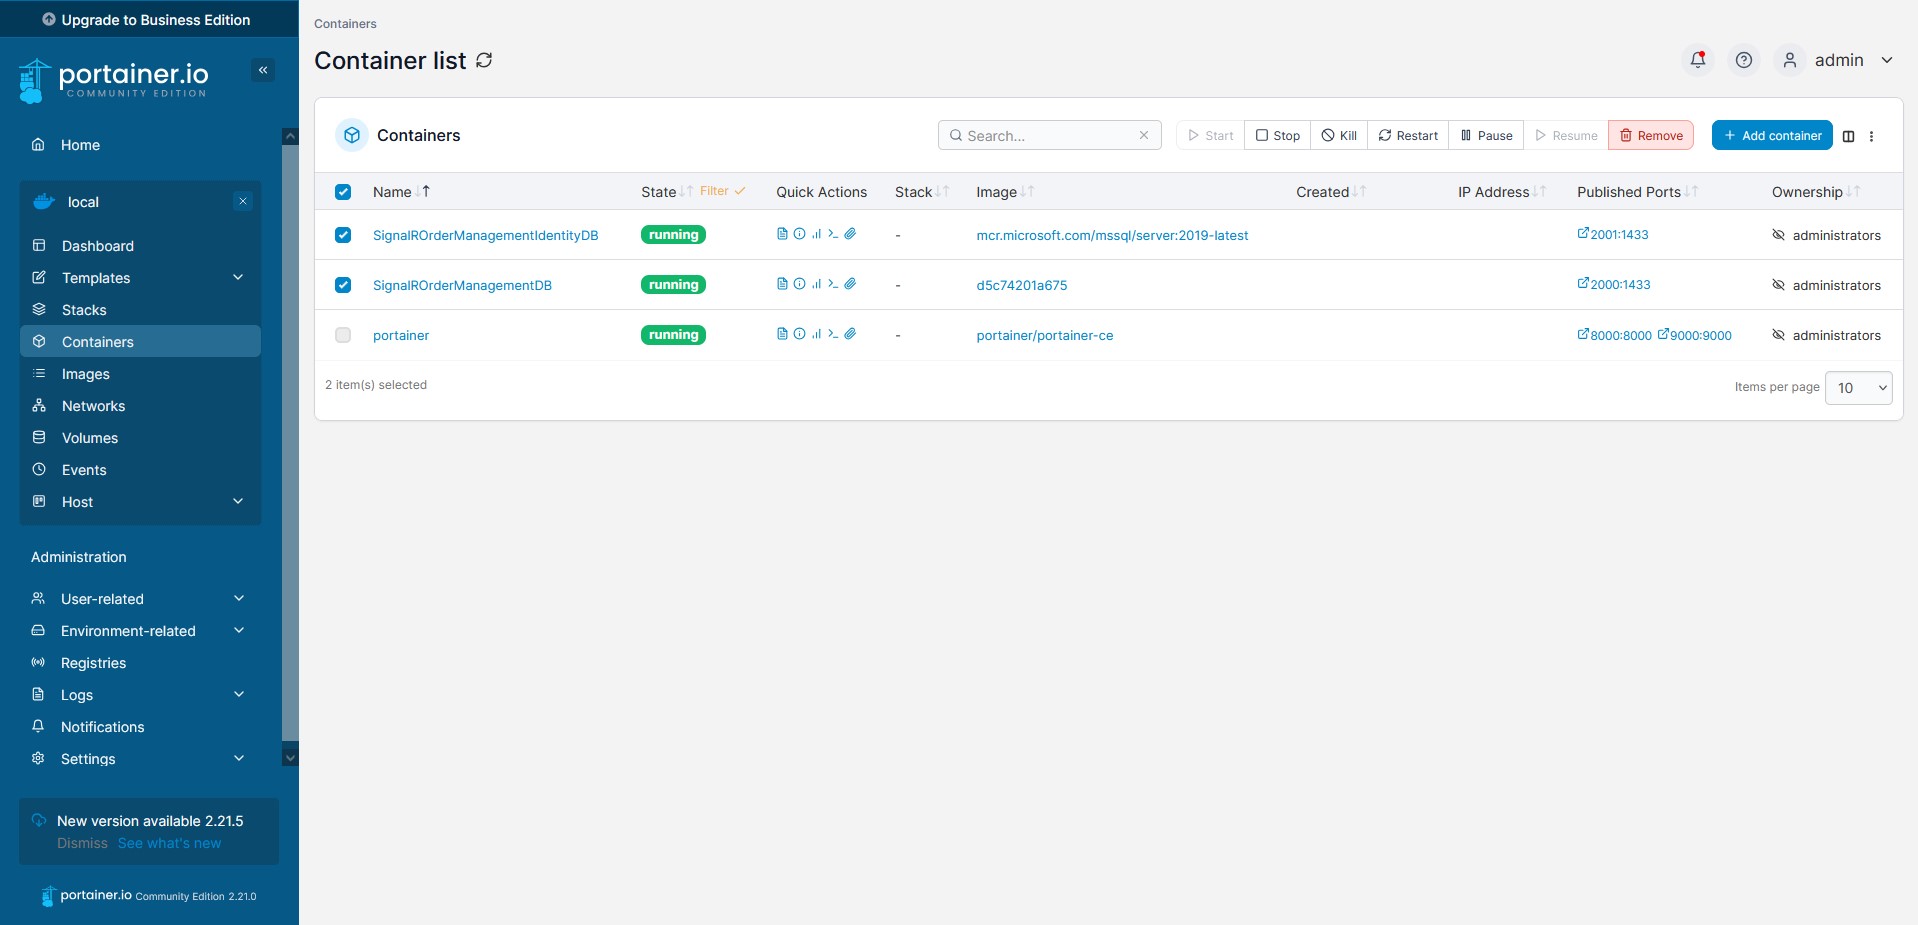 Upgrade to Business Edition
portainer.io
COMMUNITY EDITION
Home
local
Dashboard
Templates
Stacks
Containers
Images
Networks
Volumes
Events
Host
Administration
User-related
Environment-related
Registries
Logs
Notifications
Settings
New version available 2.21.5
Dismiss See what's new
portainer.io Community Edition 2.21.0
Containers
Container list
admin
Containers
Search...
Start Stop Kill Restart Pause Resume Remove
Add container
Name State Filter Quick Actions Stack Image Created IP Address Published Ports Ownership
SignalROrderManagementIdentityDB running - mcr.microsoft.com/mssql/server:2019-latest 2001:1433 administrators
SignalROrderManagementDB running - d5c74201a675 2000:1433 administrators
portainer running - portainer/portainer-ce 8000:8000 9000:9000 administrators
2 item(s) selected
Items per page 10